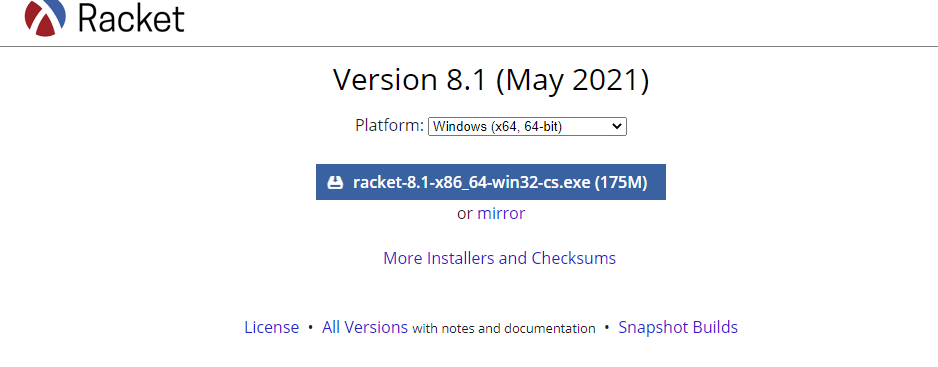 Racket
Version 8.1 (May 2021)
Platform: Windows (x64, 64-bit)
racket-8.1-x86_64-win32-cs.exe (175M)
or mirror
More Installers and Checksums
License • All Versions with notes and documentation • Snapshot Builds